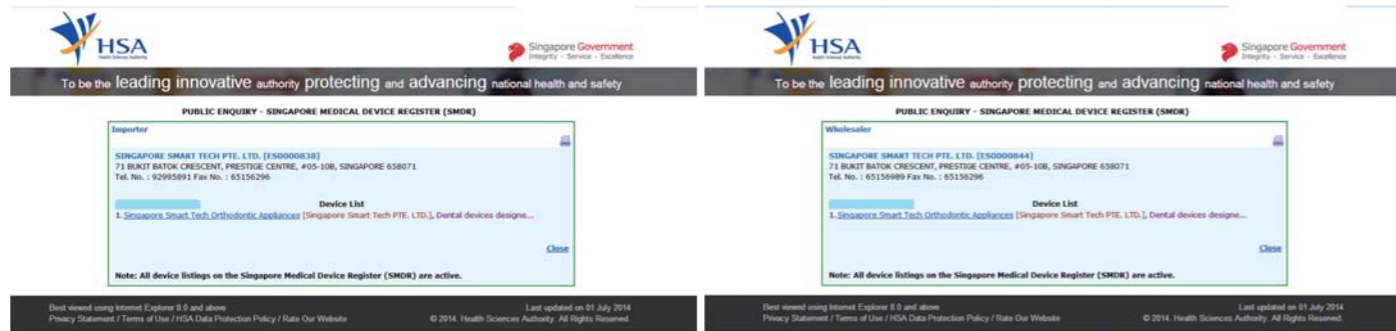 HSA
Health Sciences Authority
Singapore Government
Integrity · Service · Excellence
To be the leading innovative authority protecting and advancing national health and safety
PUBLIC ENQUIRY - SINGAPORE MEDICAL DEVICE REGISTER (SMDR)
Importer
SINGAPORE SMART TECH PTE. LTD. [ES0000838]
71 BUKIT BATOK CRESCENT, PRESTIGE CENTRE, #05-10B, SINGAPORE 658071
Tel. No. : 92995891 Fax No. : 65156296
Device List
1. Singapore Smart Tech Orthodontic Appliances [Singapore Smart Tech PTE. LTD.], Dental devices designe...
Close
Note: All device listings on the Singapore Medical Device Register (SMDR) are active.
Best viewed using Internet Explorer 8.0 and above
Last updated on 01 July 2014
Privacy Statement / Terms of Use / HSA Data Protection Policy / Rate Our Website
© 2014. Health Sciences Authority. All Rights Reserved.
HSA
Health Sciences Authority
Singapore Government
Integrity · Service · Excellence
To be the leading innovative authority protecting and advancing national health and safety
PUBLIC ENQUIRY - SINGAPORE MEDICAL DEVICE REGISTER (SMDR)
Wholesaler
SINGAPORE SMART TECH PTE. LTD. [ES0000844]
71 BUKIT BATOK CRESCENT, PRESTIGE CENTRE, #05-10B, SINGAPORE 658071
Tel. No. : 65156989 Fax No. : 65156296
Device List
1. Singapore Smart Tech Orthodontic Appliances [Singapore Smart Tech PTE. LTD.], Dental devices designe...
Close
Note: All device listings on the Singapore Medical Device Register (SMDR) are active.
Best viewed using Internet Explorer 8.0 and above
Last updated on 01 July 2014
Privacy Statement / Terms of Use / HSA Data Protection Policy / Rate Our Website
© 2014. Health Sciences Authority. All Rights Reserved.